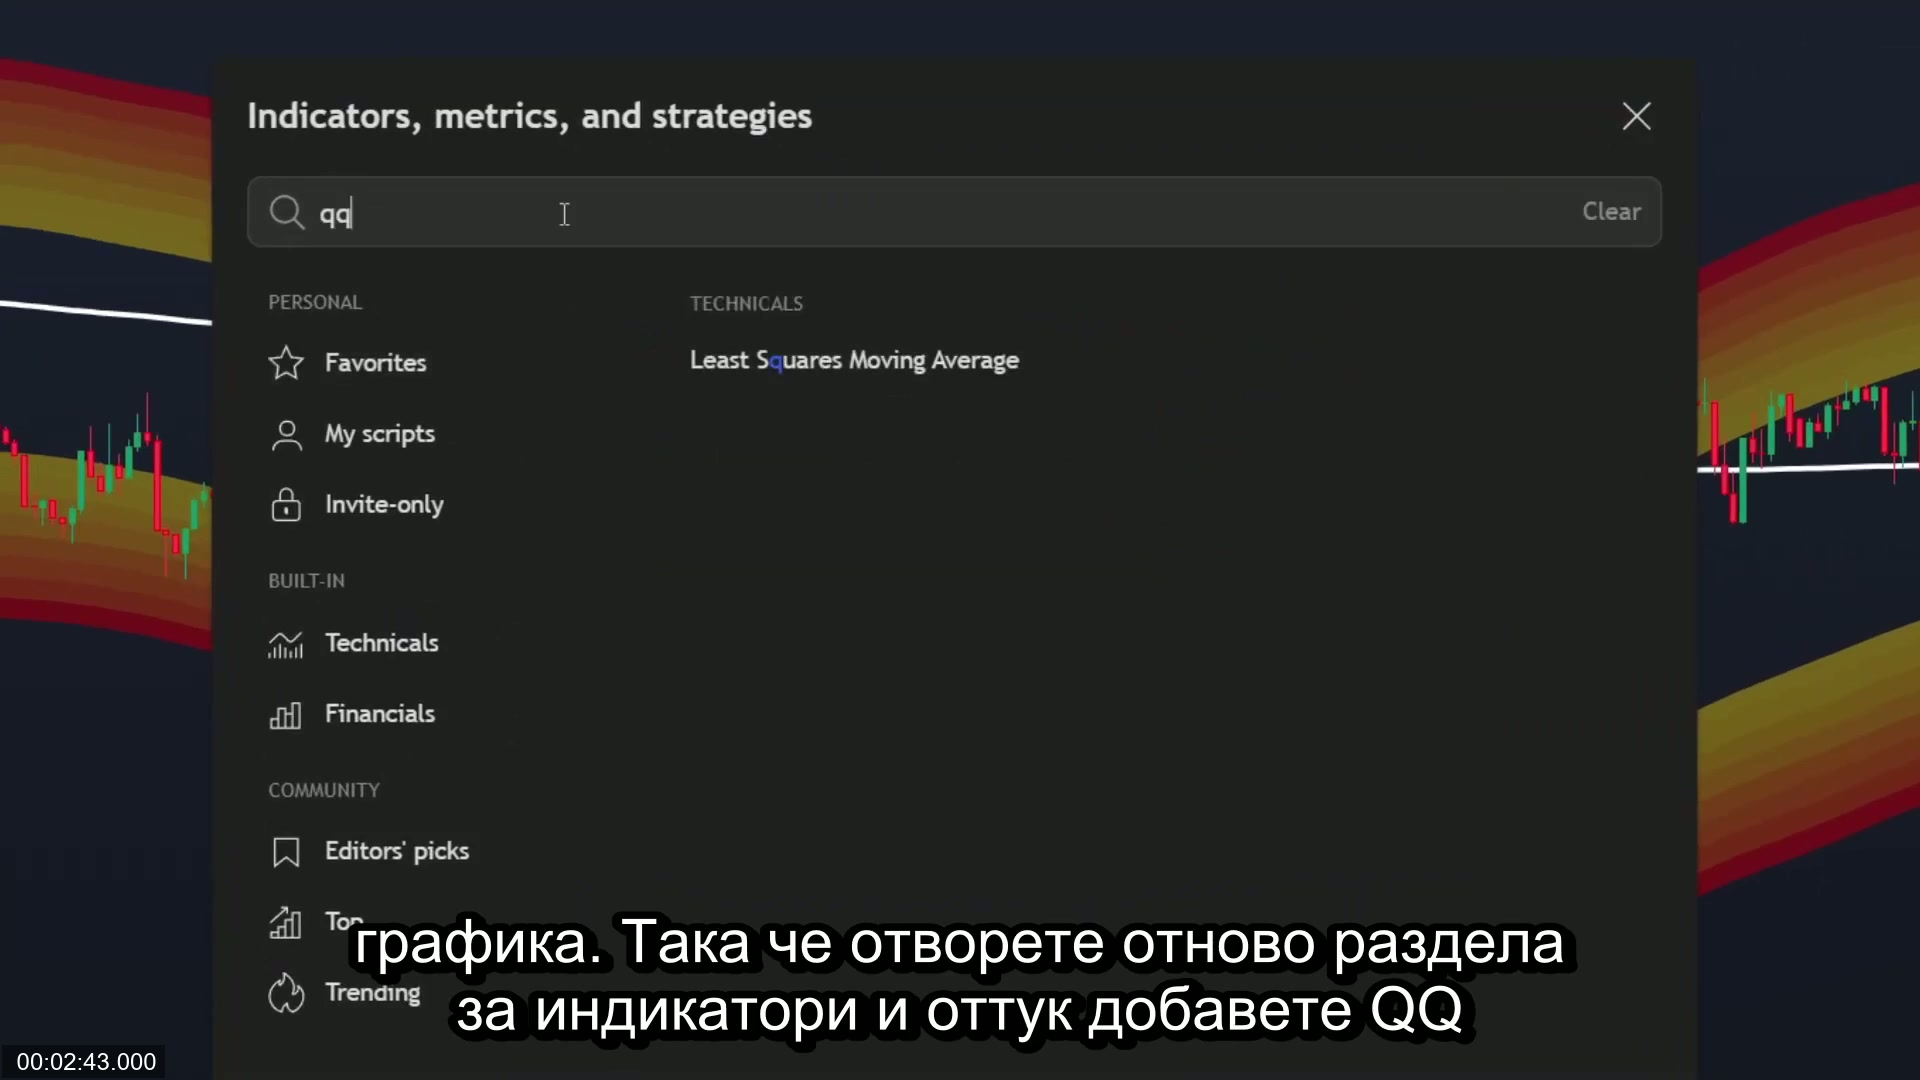 Indicators, metrics, and strategies
qq
Clear
PERSONAL
Favorites
My scripts
Invite-only
BUILT-IN
Technicals
Financials
COMMUNITY
Editors' picks
Top
Trending
TECHNICALS
Least Squares Moving Average
графика. Така че отворете отново раздела
за индикатори и оттук добавете QQ
00:02:43.000